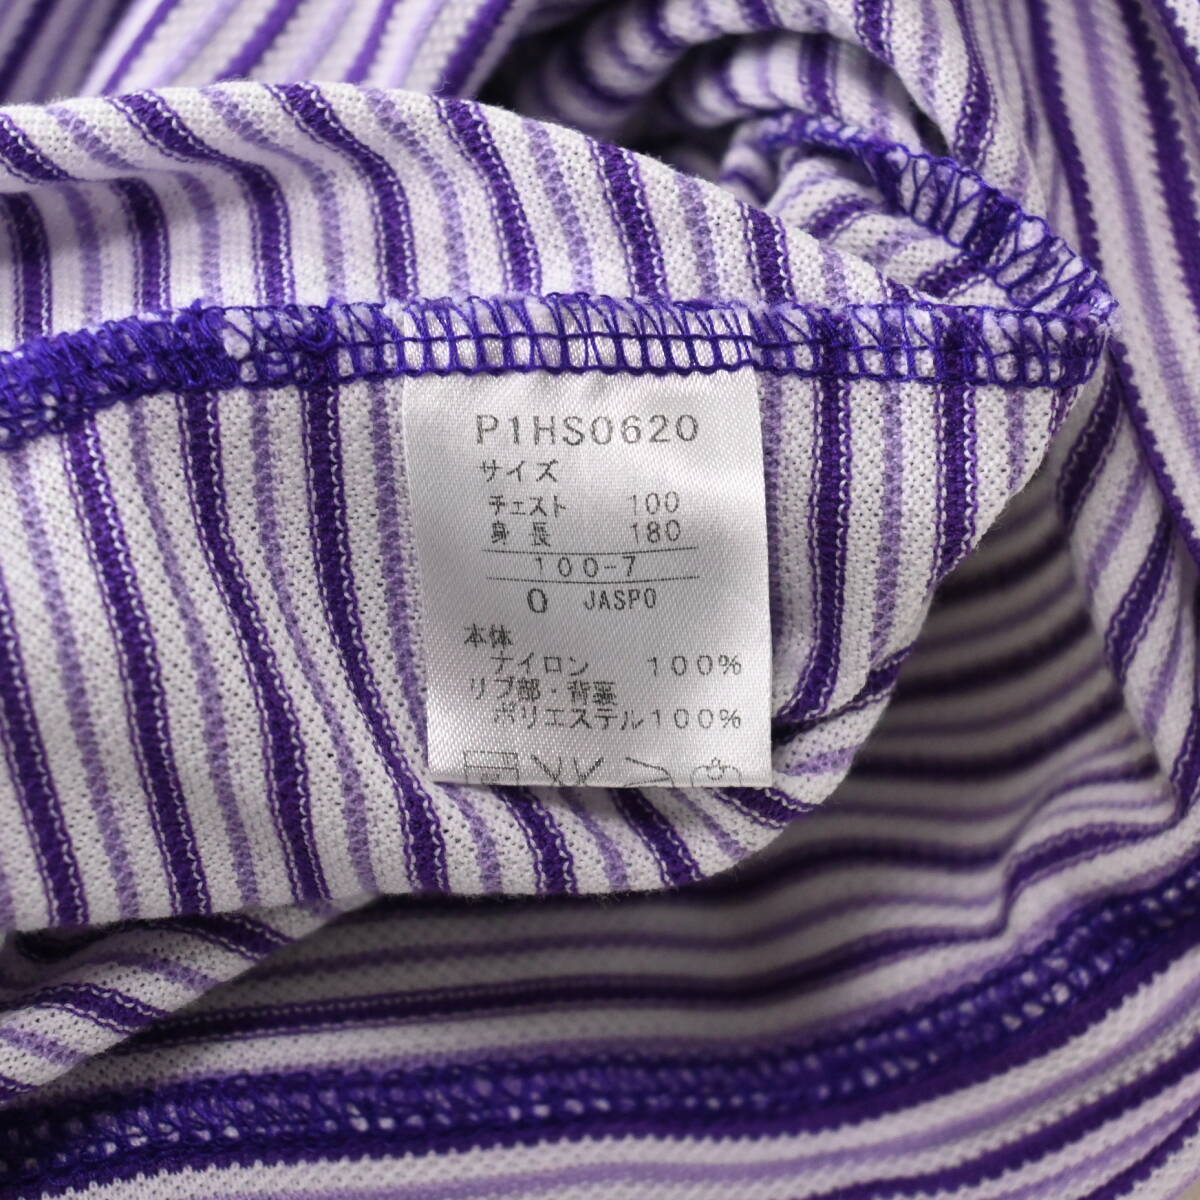 P1HS0620
サイズ
チェスト 100
身長 180
100-7
O JASPO
本体
ナイロン 100%
リブ部・背裏
ポリエステル100%